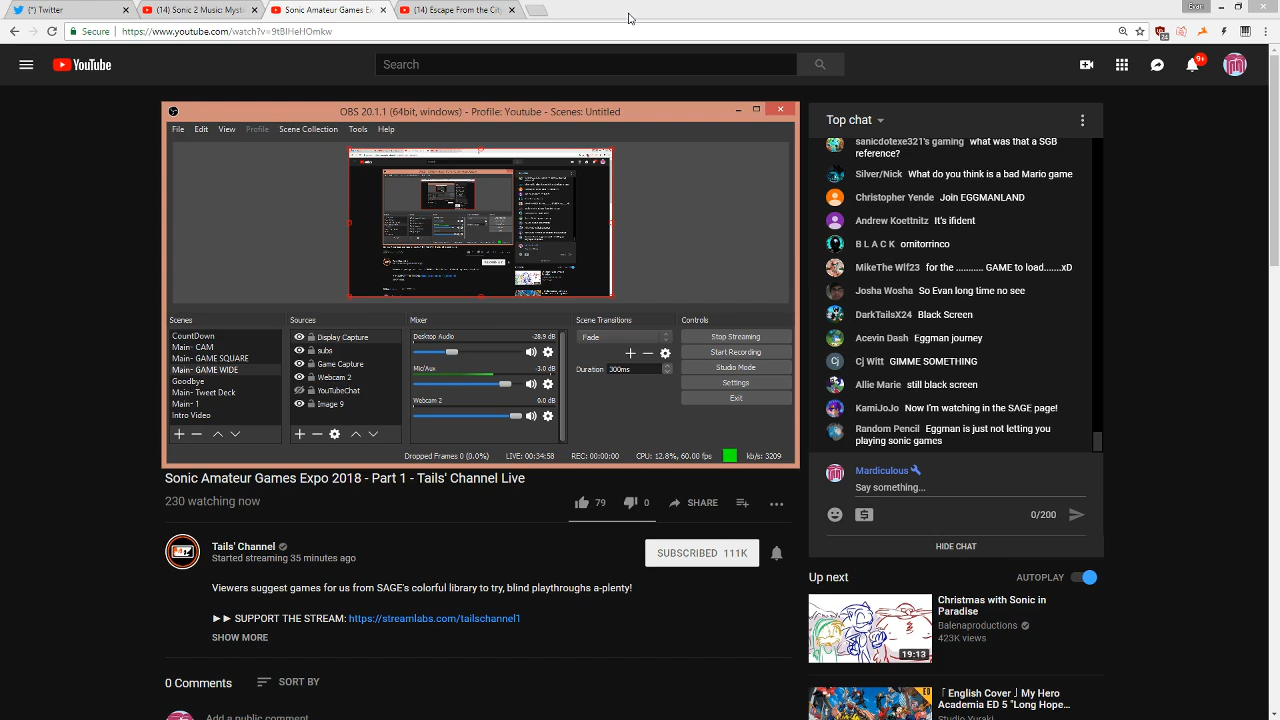 (*) Twitter
(14) Sonic 2 Music: Myst
Sonic Amateur Games Ex
(14) Escape From the City
Evan
Secure
https://www.youtube.com/watch?v=9tBIHeHOmkw
24
YouTube
Search
9+
OBS 20.1.1 (64bit, windows) - Profile: Youtube - Scenes: Untitled
File Edit View Profile Scene Collection Tools Help
Scenes
CountDown
Main- CAM
Main- GAME SQUARE
Main- GAME WIDE
Goodbye
Main- Tweet Deck
Main- 1
Intro Video
Sources
Display Capture
subs
Game Capture
Webcam 2
YouTubeChat
Image 9
Mixer
Desktop Audio -28.9 dB
Mic/Aux -3.0 dB
Webcam 2 0.0 dB
Scene Transitions
Fade
Duration 300ms
Controls
Stop Streaming
Start Recording
Studio Mode
Settings
Exit
Dropped Frames 0 (0.0%) LIVE: 00:34:58 REC: 00:00:00 CPU: 12.8%, 60.00 fps kb/s: 3209
Sonic Amateur Games Expo 2018 - Part 1 - Tails' Channel Live
230 watching now
79 0 SHARE
Tails' Channel
Started streaming 35 minutes ago
SUBSCRIBED 111K
Viewers suggest games for us from SAGE's colorful library to try, blind playthroughs a-plenty!
►► SUPPORT THE STREAM: https://streamlabs.com/tailschannel1
SHOW MORE
0 Comments SORT BY
Add a public comment
Top chat
sanicdotexe321's gaming what was that a SGB
reference?
Silver/Nick What do you think is a bad Mario game
Christopher Yende Join EGGMANLAND
Andrew Koettnitz It's ifident
B L A C K ornitorrinco
MikeThe Wlf23 for the ........... GAME to load.......xD
Josha Wosha So Evan long time no see
DarkTailsX24 Black Screen
Acevin Dash Eggman journey
Cj
Cj Witt GIMME SOMETHING
Allie Marie still black screen
KamiJoJo Now I'm watching in the SAGE page!
Random Pencil Eggman is just not letting you
playing sonic games
Mardiculous
Say something...
0/200
HIDE CHAT
Up next AUTOPLAY
19:13
Christmas with Sonic in
Paradise
Balenaproductions
423K views
ED
「 English Cover 」My Hero
Academia ED 5 "Long Hope...
Studio Yuraki